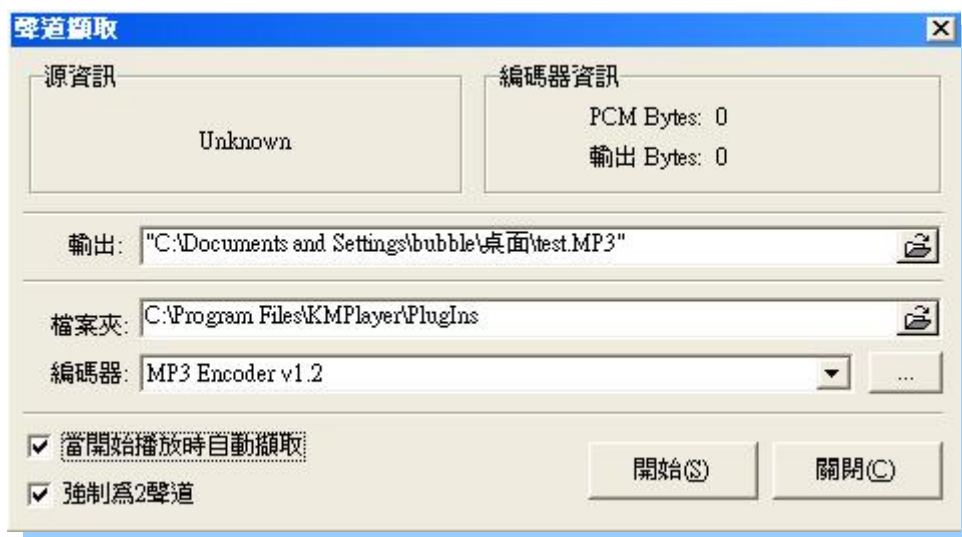 聲道擷取
源資訊
Unknown
編碼器資訊
PCM Bytes: 0
輸出 Bytes: 0
輸出: "C:\Documents and Settings\bubble\桌面\test.MP3"
檔案夾: C:\Program Files\KMPlayer\PlugIns
編碼器: MP3 Encoder v1.2 ...
當開始播放時自動擷取
強制爲2聲道
開始(S) 關閉(C)